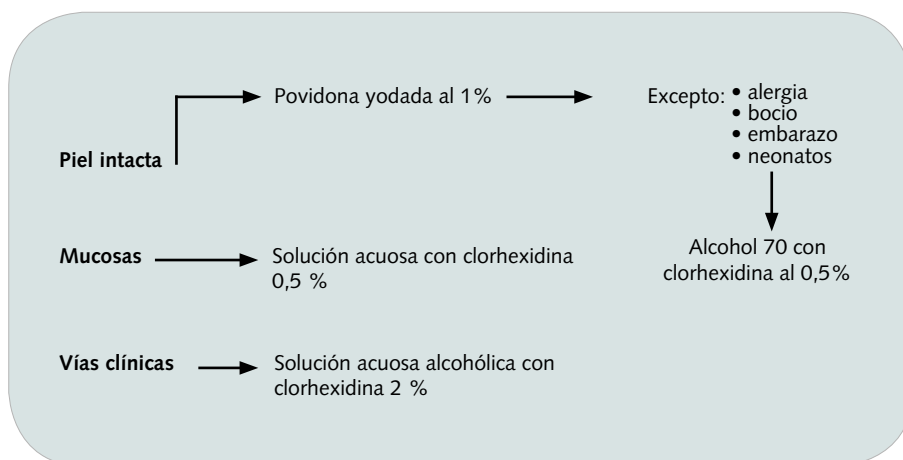 Piel intacta
Povidona yodada al 1%
Excepto:
• alergia
• bocio
• embarazo
• neonatos
Alcohol 70 con
clorhexidina al 0,5%
Mucosas
Solución acuosa con clorhexidina
0,5 %
Vías clínicas
Solución acuosa alcohólica con
clorhexidina 2 %